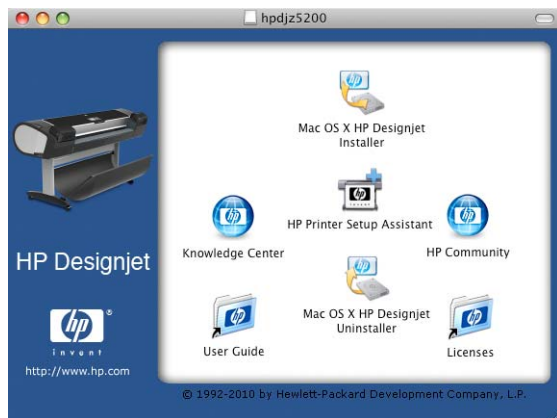 hpdjz5200
Mac OS X HP Designjet
Installer
HP Printer Setup Assistant
Knowledge Center
HP Community
Mac OS X HP Designjet
Uninstaller
User Guide
Licenses
HP Designjet
hp
invent
http://www.hp.com
© 1992-2010 by Hewlett-Packard Development Company, L.P.